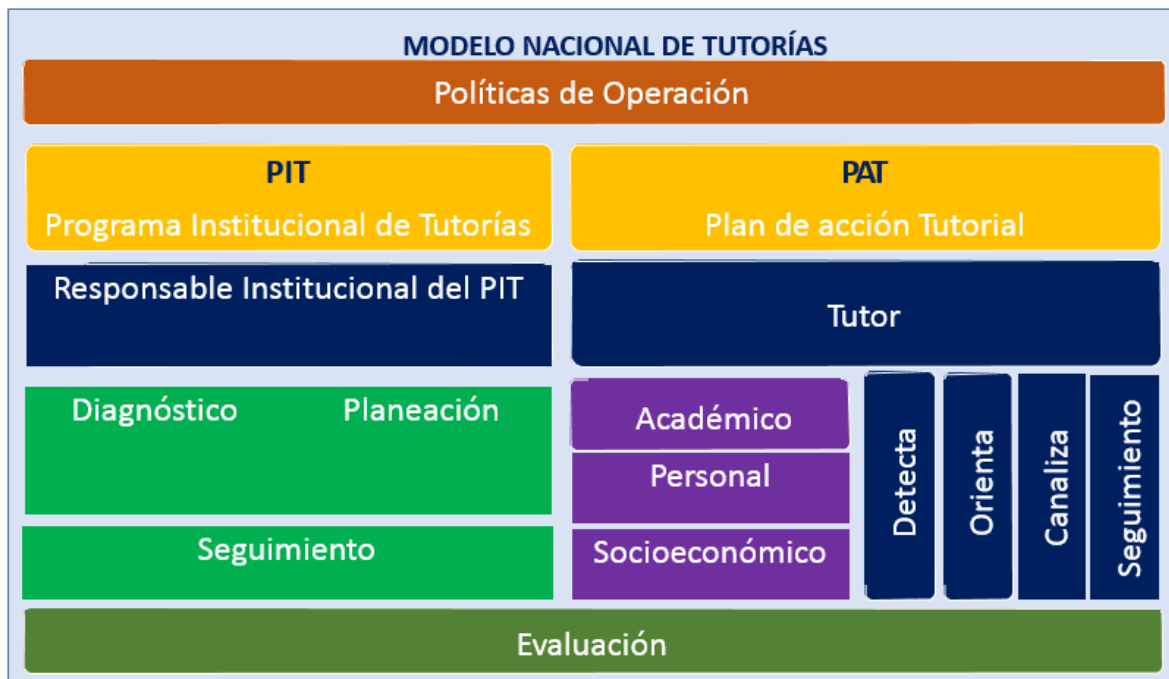 MODELO NACIONAL DE TUTORÍAS
Políticas de Operación
PIT
Programa Institucional de Tutorías
PAT
Plan de acción Tutorial
Responsable Institucional del PIT
Tutor
Diagnóstico Planeación
Seguimiento
Académico
Personal
Socioeconómico
Detecta
Orienta
Canaliza
Seguimiento
Evaluación